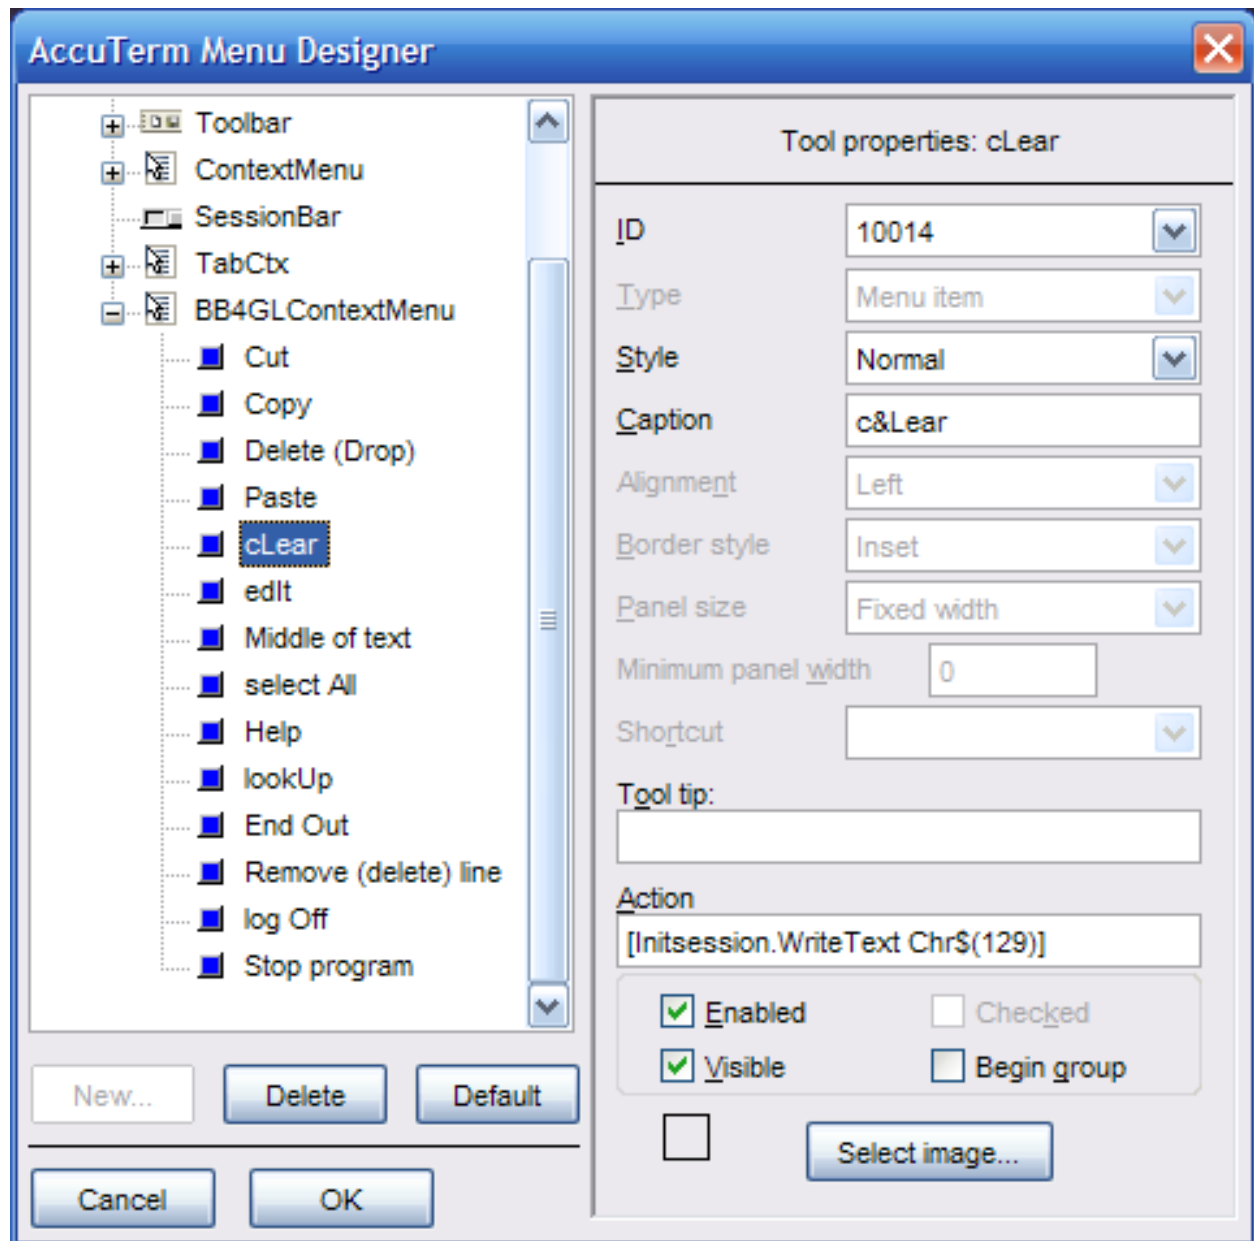 AccuTerm Menu Designer
Toolbar
ContextMenu
SessionBar
TabCtx
BB4GLContextMenu
Cut
Copy
Delete (Drop)
Paste
cLear
edIt
Middle of text
select All
Help
lookUp
End Out
Remove (delete) line
log Off
Stop program
New...
Delete
Default
Cancel
OK
Tool properties: cLear
ID 10014
Type Menu item
Style Normal
Caption c&Lear
Alignment Left
Border style Inset
Panel size Fixed width
Minimum panel width 0
Shortcut
Tool tip:
Action
[Initsession.WriteText Chr$(129)]
Enabled Checked
Visible Begin group
Select image...